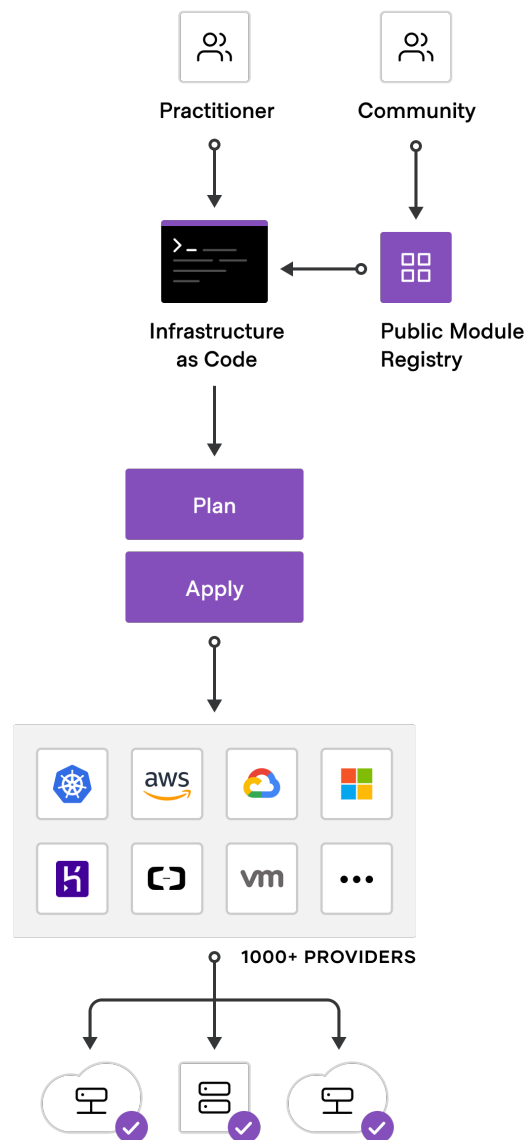 Practitioner
Community
Infrastructure
as Code
Public Module
Registry
Plan
Apply
aws
vm
1000+ PROVIDERS